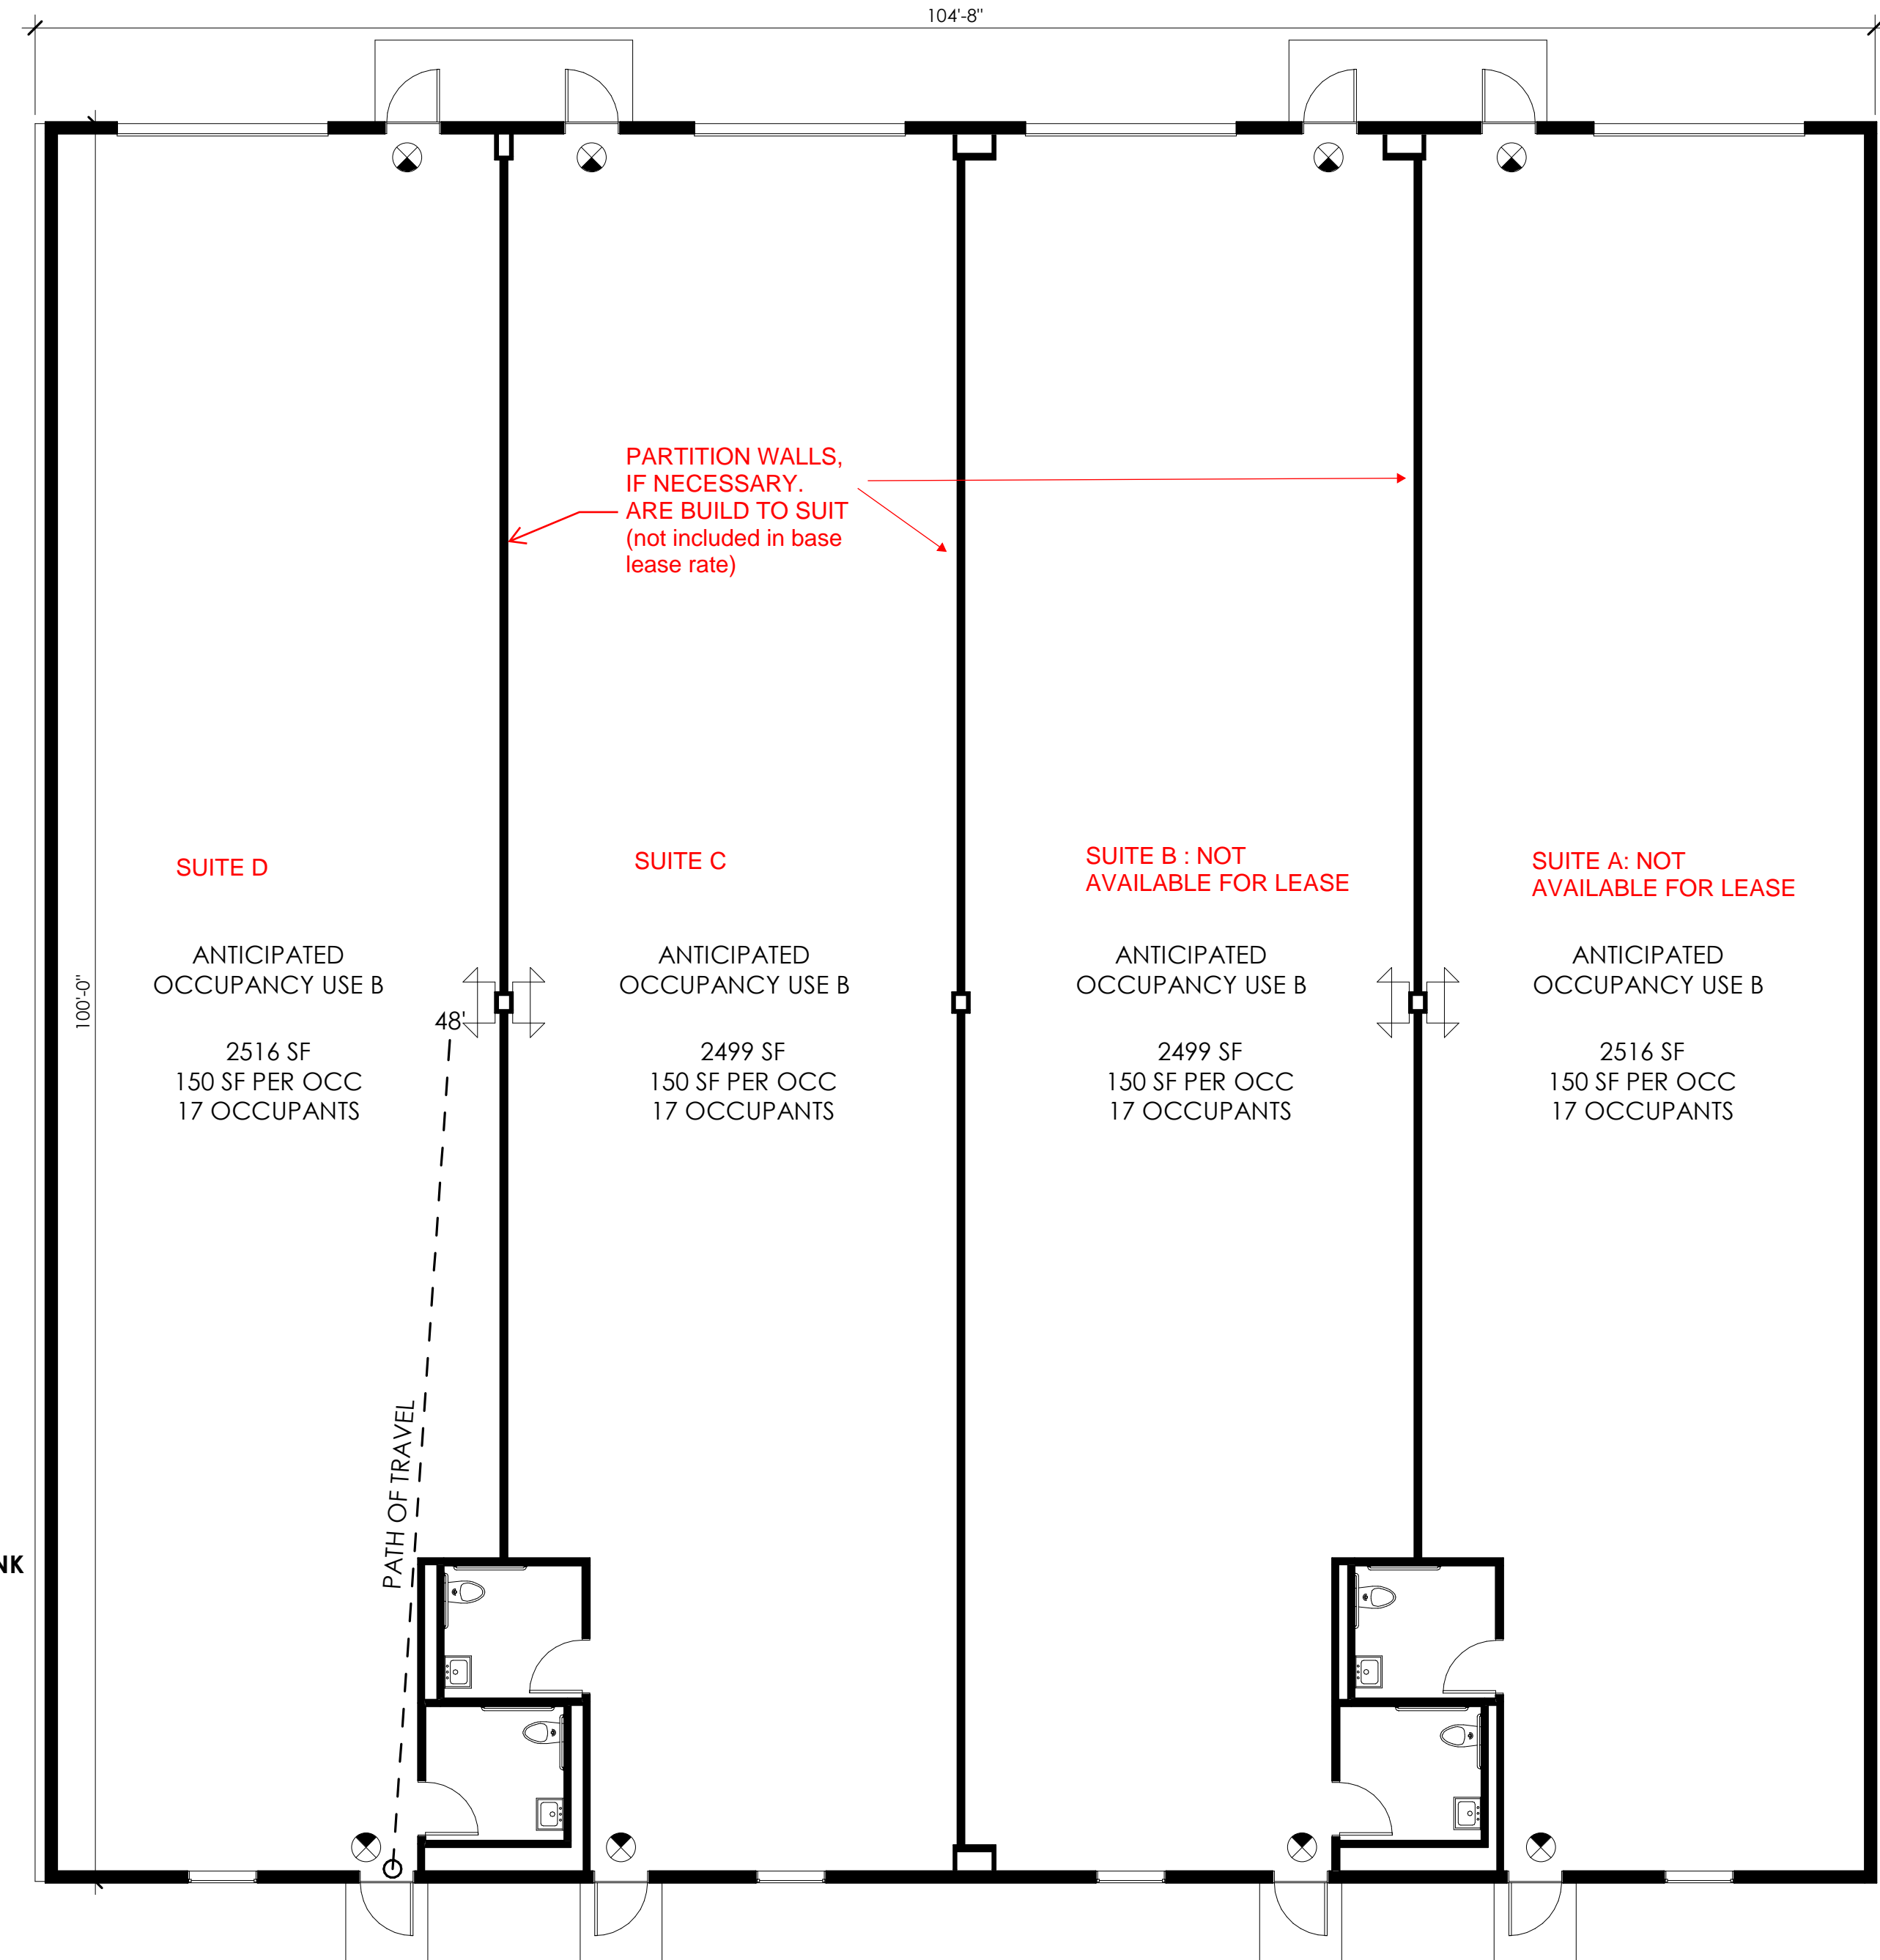 104'-8"
PARTITION WALLS,
IF NECESSARY.
ARE BUILD TO SUIT
(not included in base
lease rate)
SUITE D
SUITE C
SUITE B : NOT
AVAILABLE FOR LEASE
SUITE A: NOT
AVAILABLE FOR LEASE
ANTICIPATED
OCCUPANCY USE B
2516 SF
150 SF PER OCC
17 OCCUPANTS
ANTICIPATED
OCCUPANCY USE B
2499 SF
150 SF PER OCC
17 OCCUPANTS
ANTICIPATED
OCCUPANCY USE B
2499 SF
150 SF PER OCC
17 OCCUPANTS
ANTICIPATED
OCCUPANCY USE B
2516 SF
150 SF PER OCC
17 OCCUPANTS
100'-0"
48'
PATH OF TRAVEL